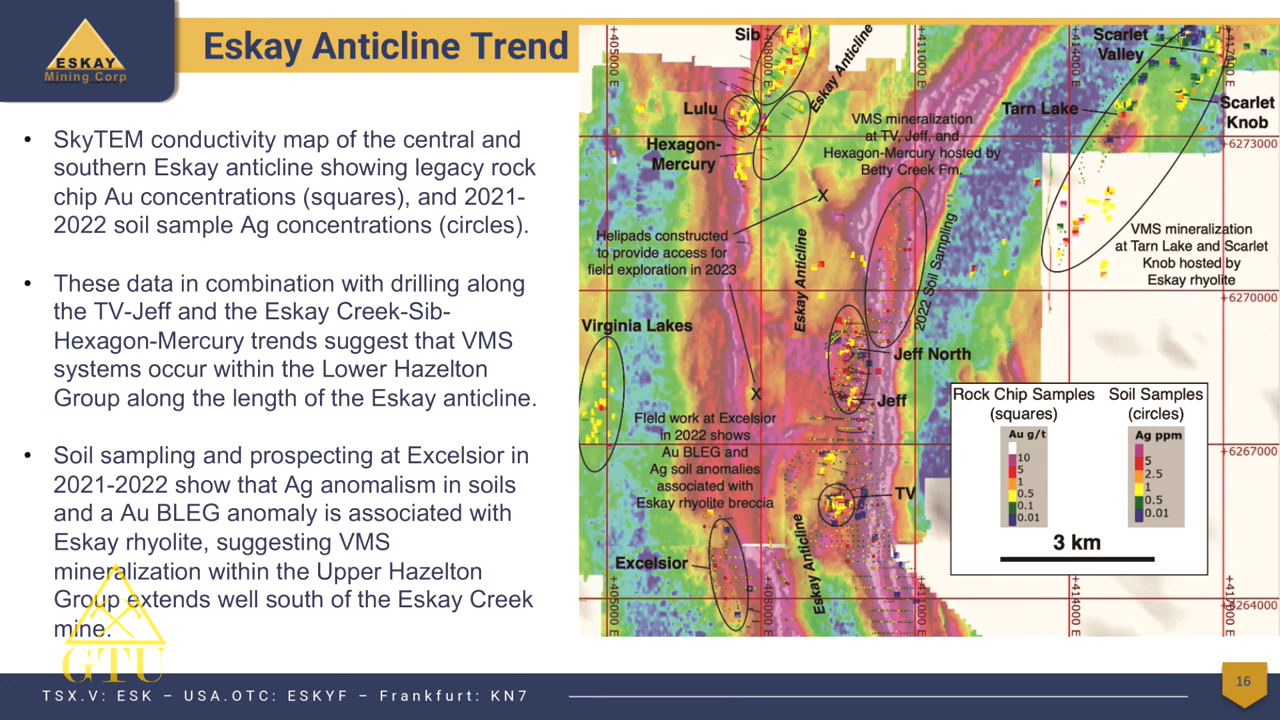 ESKAY
Mining Corp
Eskay Anticline Trend
• SkyTEM conductivity map of the central and
southern Eskay anticline showing legacy rock
chip Au concentrations (squares), and 2021-
2022 soil sample Ag concentrations (circles).
• These data in combination with drilling along
the TV-Jeff and the Eskay Creek-Sib-
Hexagon-Mercury trends suggest that VMS
systems occur within the Lower Hazelton
Group along the length of the Eskay anticline.
• Soil sampling and prospecting at Excelsior in
2021-2022 show that Ag anomalism in soils
and a Au BLEG anomaly is associated with
Eskay rhyolite, suggesting VMS
mineralization within the Upper Hazelton
Group extends well south of the Eskay Creek
mine.
GTU
Sib
Eskay Anticline
Scarlet
Valley
Lulu
Tarn Lake
Scarlet
Knob
Hexagon-
Mercury
VMS mineralization
at TV, Jeff, and
Hexagon-Mercury hosted by
Betty Creek Fm.
X
Helipads constructed
to provide access for
field exploration in 2023
Eskay Anticline
2022 Soil Sampling
VMS mineralization
at Tarn Lake and Scarlet
Knob hosted by
Eskay rhyolite
Virginia Lakes
Jeff North
X
Jeff
Field work at Excelsior
in 2022 shows
Au BLEG and
Ag soil anomalies
associated with
Eskay rhyolite breccia
TV
Excelsior
Eskay Anticline
Rock Chip Samples
(squares)
Au g/t
10
5
1
0.5
0.1
0.01
Soil Samples
(circles)
Ag ppm
5
2.5
1
0.5
0.01
3 km
+405000 E
+408000 E
+411000 E
+414000 E
+6273000
+6270000
+6267000
+6264000
+405000 E
+408000 E
+411000 E
+414000 E
TSX.V: ESK – USA.OTC: ESKYF – Frankfurt: KN7
16